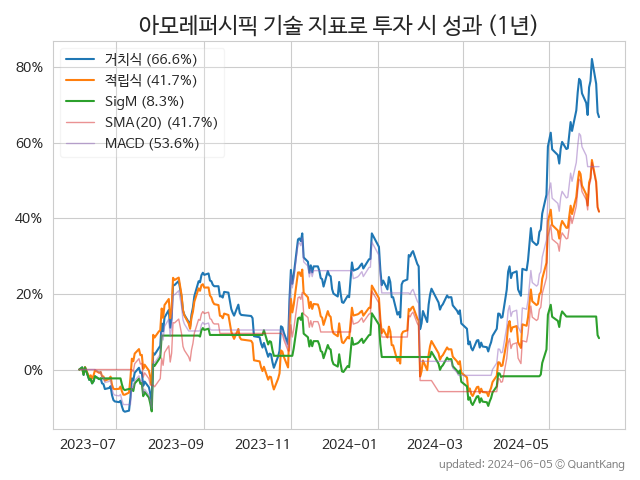 아모레퍼시픽 기술 지표로 투자 시 성과 (1년)
거치식 (66.6%)
적립식 (41.7%)
SigM (8.3%)
SMA(20) (41.7%)
MACD (53.6%)
80%
60%
40%
20%
0%
2023-07 2023-09 2023-11 2024-01 2024-03 2024-05
updated: 2024-06-05 © QuantKang